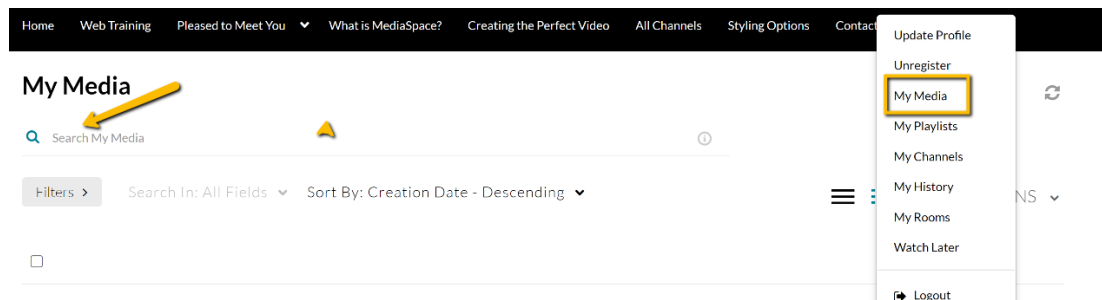 Home Web Training Pleased to Meet You What is MediaSpace? Creating the Perfect Video All Channels Styling Options Contact
Update Profile
Unregister
My Media
My Media
My Playlists
Search My Media
My Channels
Filters Search In: All Fields Sort By: Creation Date - Descending
My History
NS
My Rooms
Watch Later
Logout